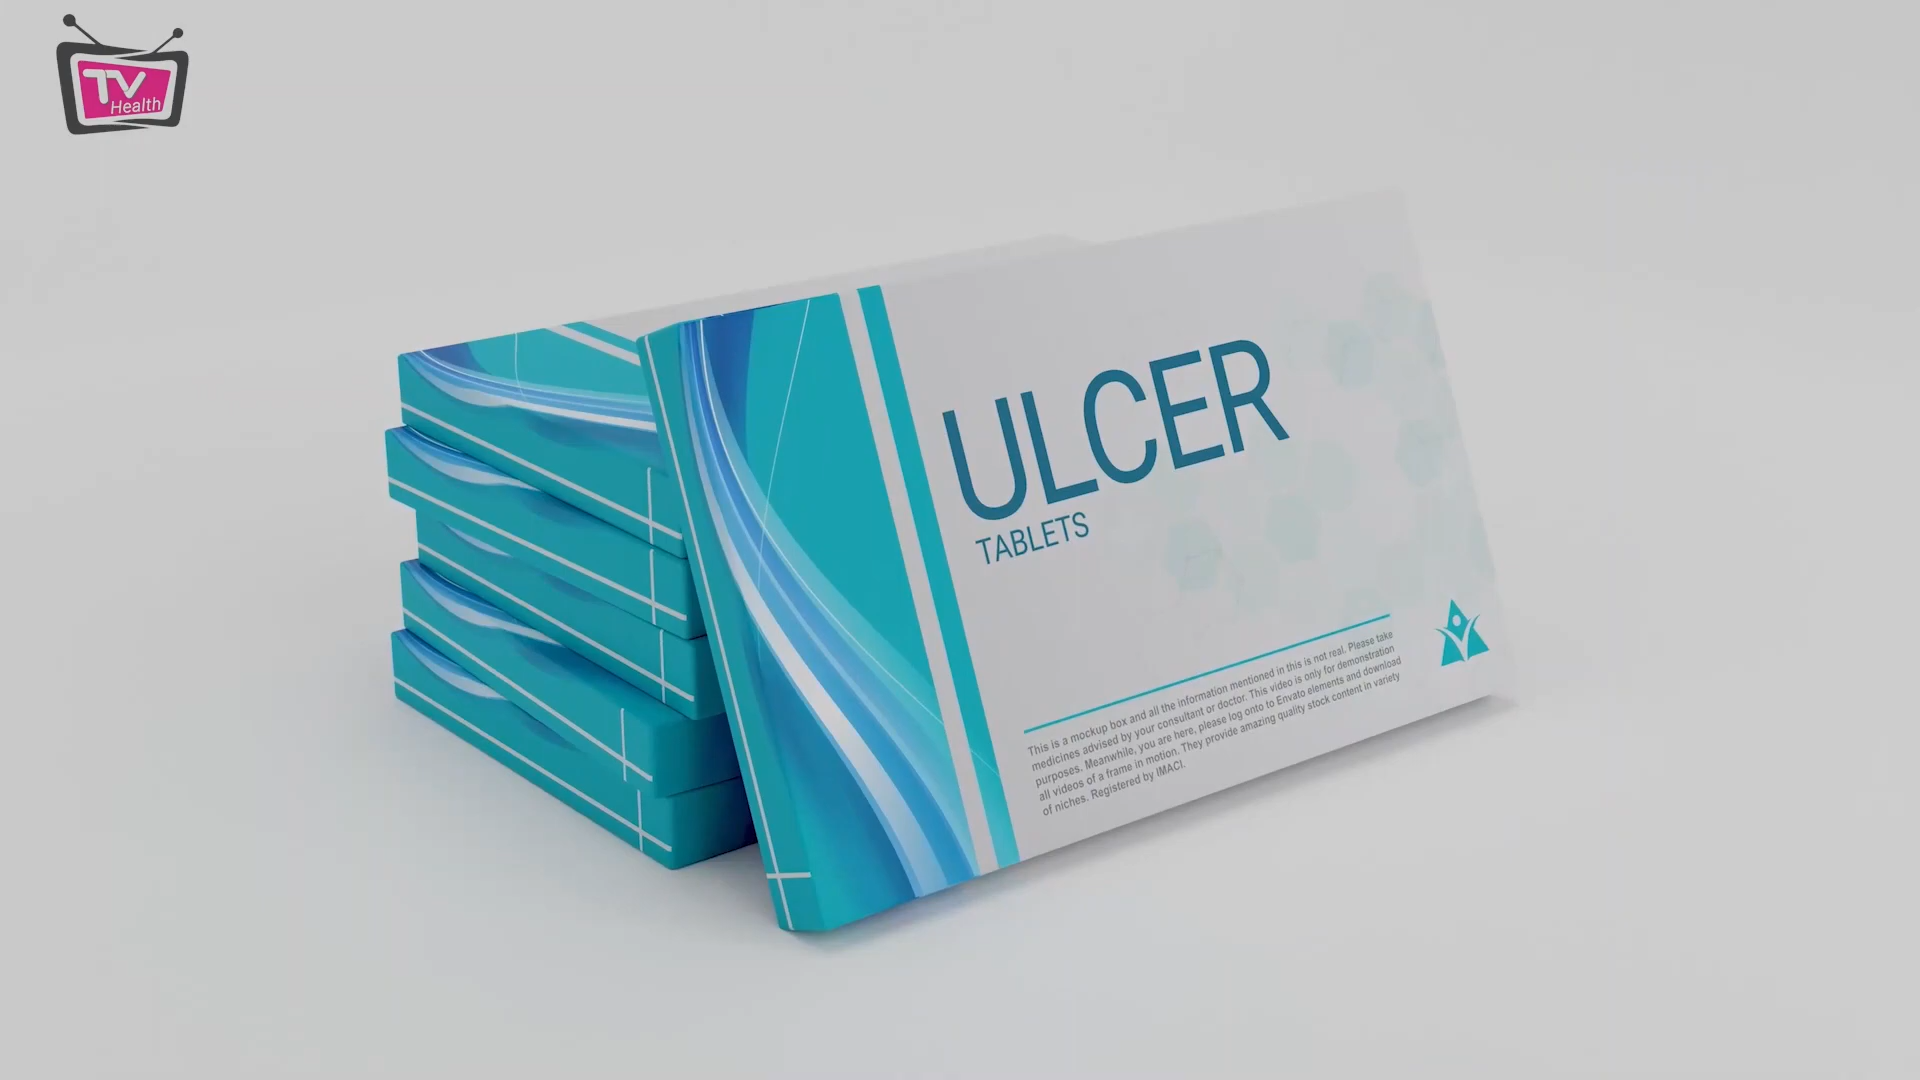 TV
Health
ULCER
TABLETS
This is a mockup box and all the information mentioned in this is not real. Please take
medicines advised by your consultant or doctor. This video is only for demonstration
purposes. Meanwhile, you are here, please log onto to Envato elements and download
all videos of a frame in motion. They provide amazing quality stock content in variety
of niches. Registered by IMACI.